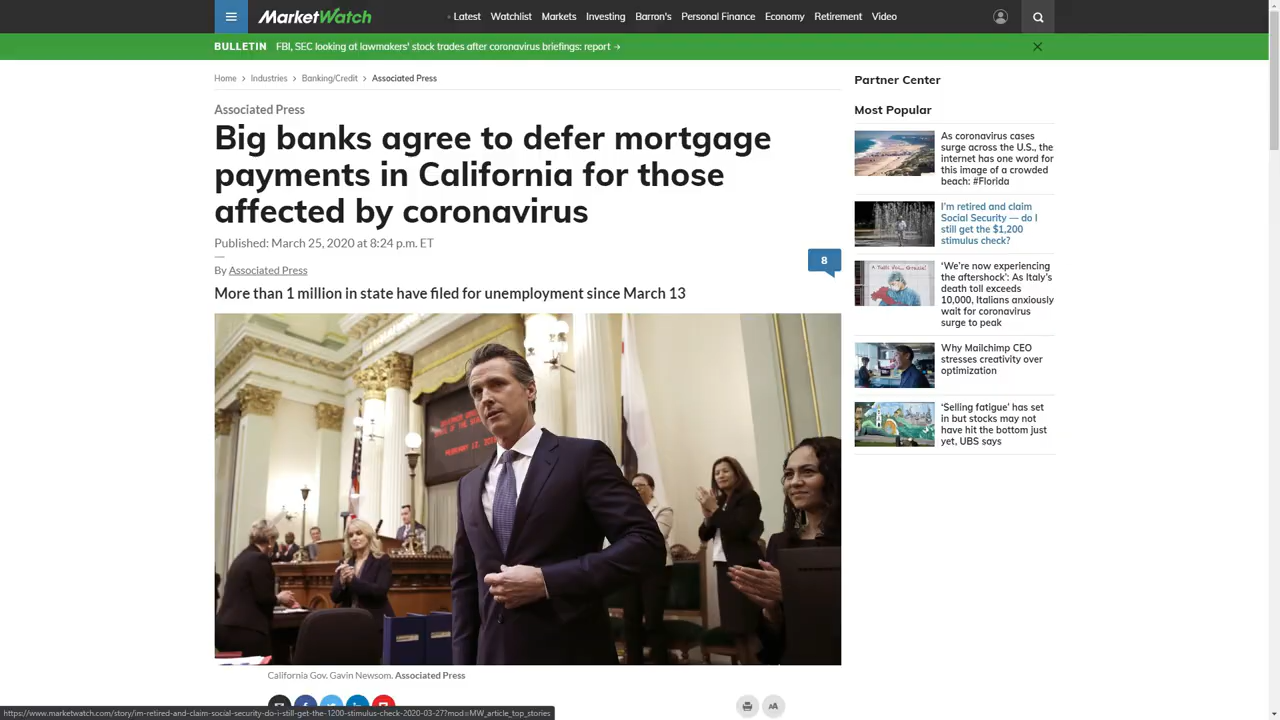 MarketWatch
Latest Watchlist Markets Investing Barron's Personal Finance Economy Retirement Video
BULLETIN FBI, SEC looking at lawmakers' stock trades after coronavirus briefings: report →
Home > Industries > Banking/Credit > Associated Press
Associated Press
Big banks agree to defer mortgage
payments in California for those
affected by coronavirus
Published: March 25, 2020 at 8:24 p.m. ET
8
By Associated Press
More than 1 million in state have filed for unemployment since March 13
California Gov. Gavin Newsom. Associated Press
AA
Partner Center
Most Popular
As coronavirus cases
surge across the U.S., the
internet has one word for
this image of a crowded
beach: #Florida
I'm retired and claim
Social Security — do I
still get the $1,200
stimulus check?
‘We're now experiencing
the aftershock’: As Italy's
death toll exceeds
10,000, Italians anxiously
wait for coronavirus
surge to peak
Why Mailchimp CEO
stresses creativity over
optimization
‘Selling fatigue’ has set
in but stocks may not
have hit the bottom just
yet, UBS says
https://www.marketwatch.com/story/im-retired-and-claim-social-security-do-i-still-get-the-1200-stimulus-check-2020-03-27?mod=MW_article_top_stories